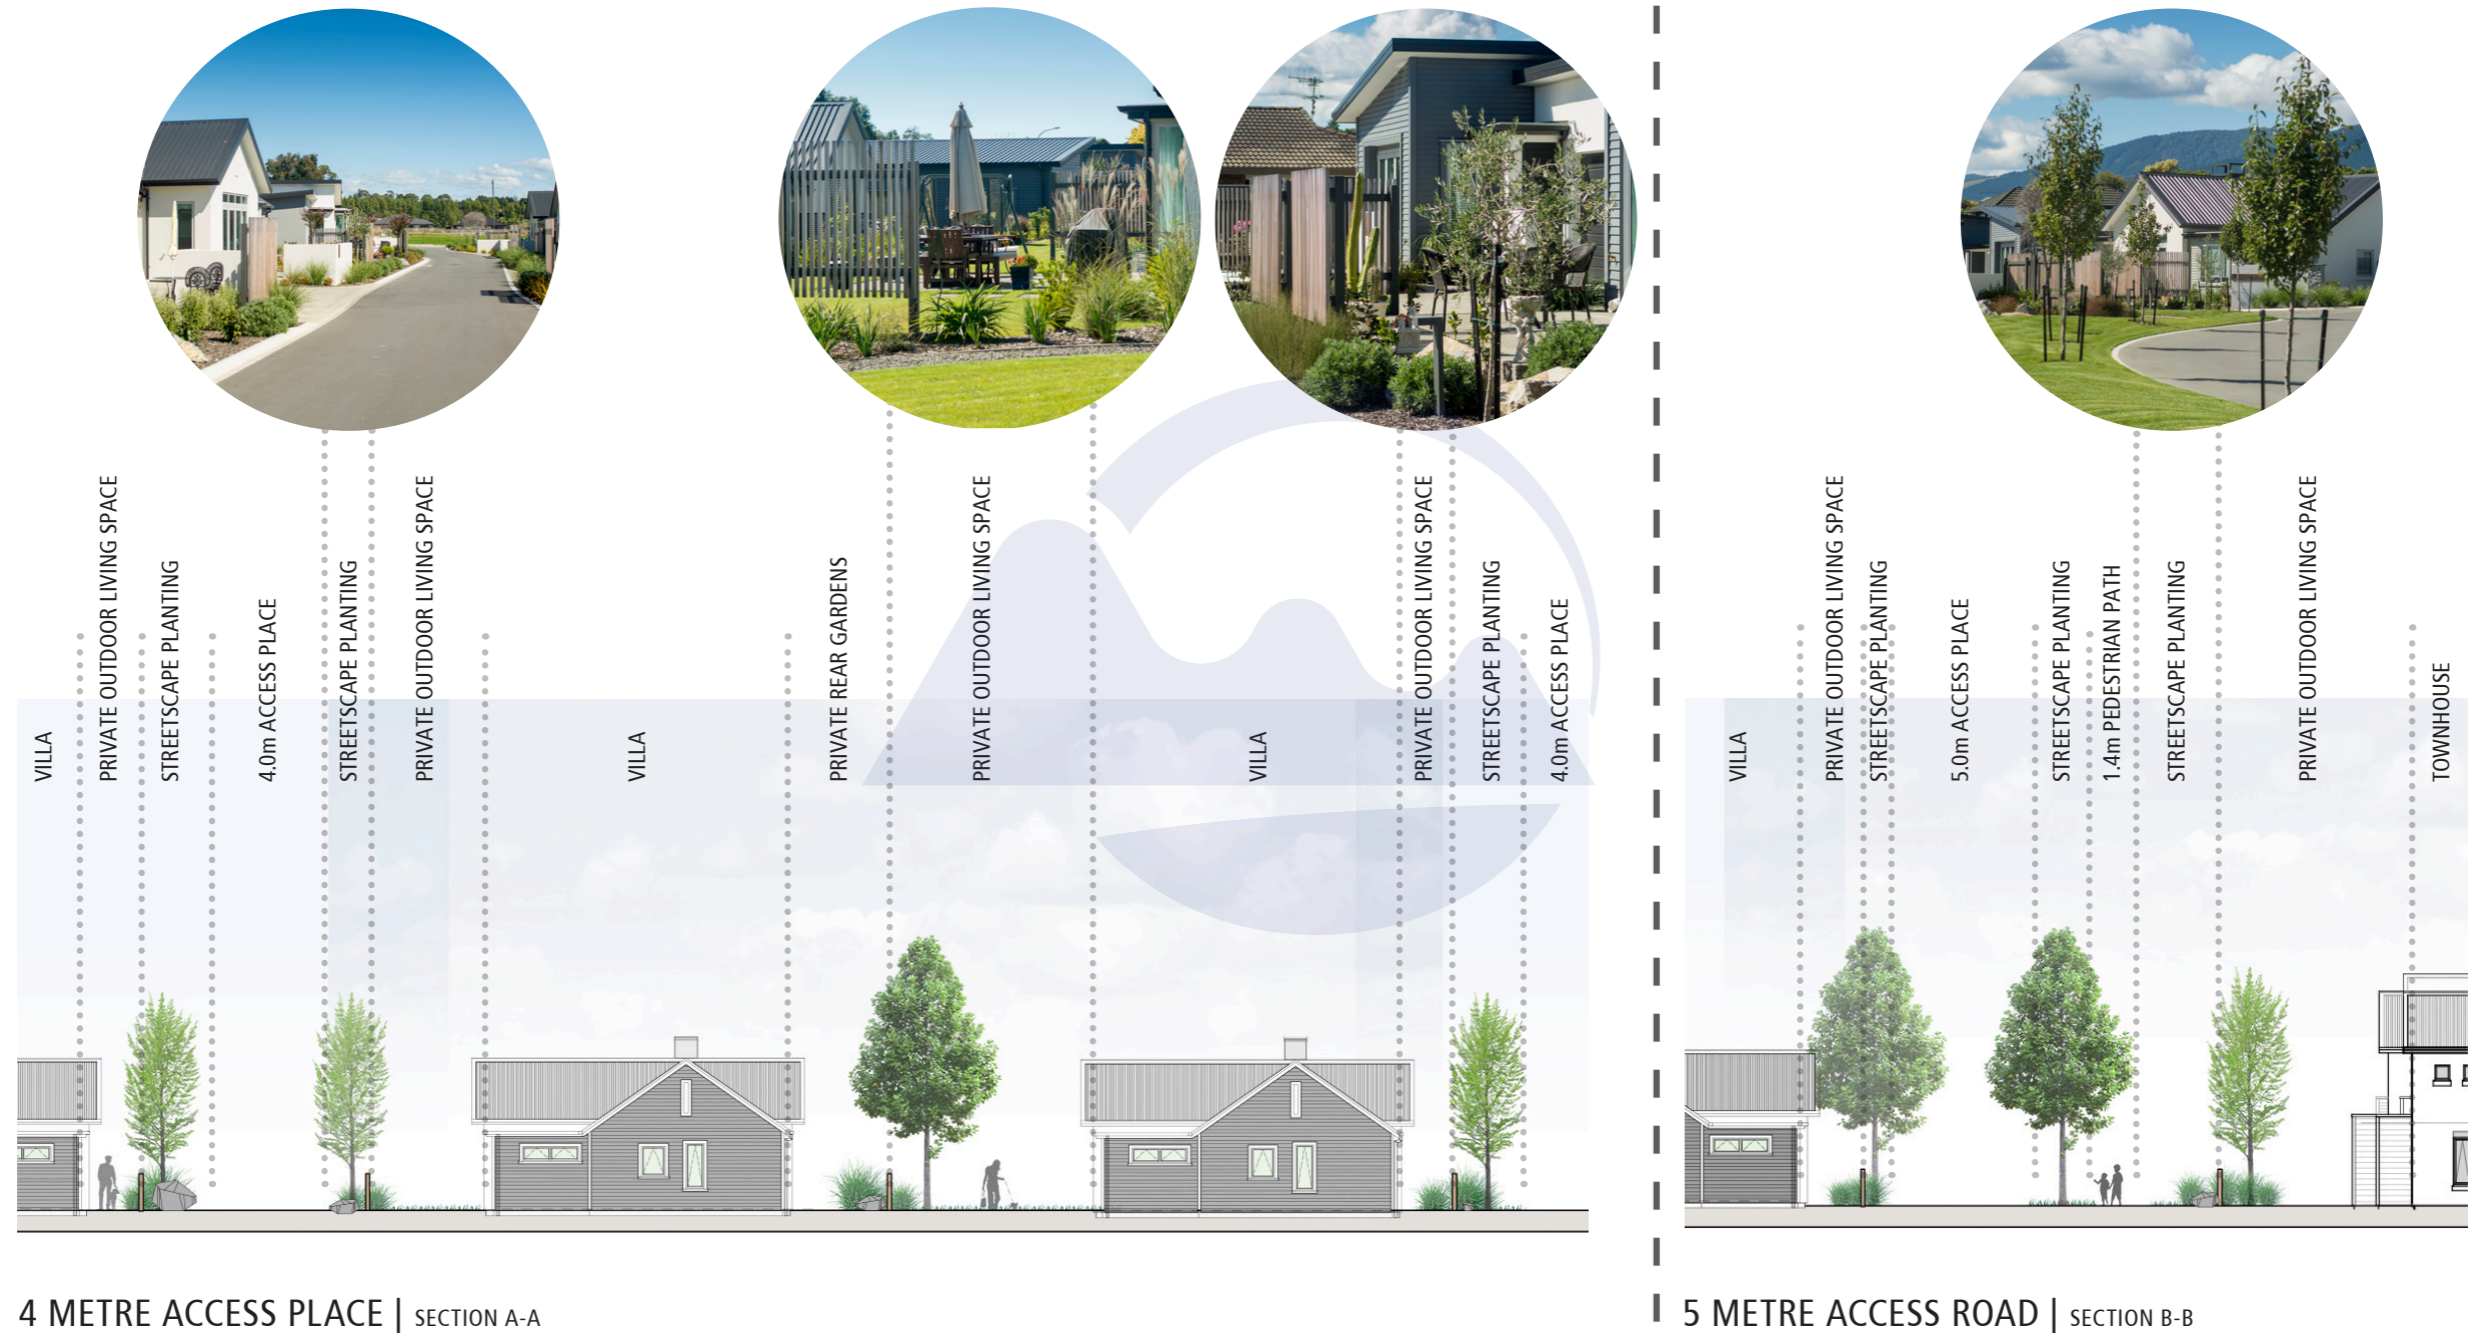 VILLA
PRIVATE OUTDOOR LIVING SPACE
STREETSCAPE PLANTING
4.0m ACCESS PLACE
STREETSCAPE PLANTING
PRIVATE OUTDOOR LIVING SPACE
VILLA
PRIVATE REAR GARDENS
PRIVATE OUTDOOR LIVING SPACE
VILLA
PRIVATE OUTDOOR LIVING SPACE
STREETSCAPE PLANTING
4.0m ACCESS PLACE
4 METRE ACCESS PLACE | SECTION A-A
VILLA
PRIVATE OUTDOOR LIVING SPACE
STREETSCAPE PLANTING
5.0m ACCESS PLACE
STREETSCAPE PLANTING
1.4m PEDESTRIAN PATH
STREETSCAPE PLANTING
PRIVATE OUTDOOR LIVING SPACE
TOWNHOUSE
5 METRE ACCESS ROAD | SECTION B-B